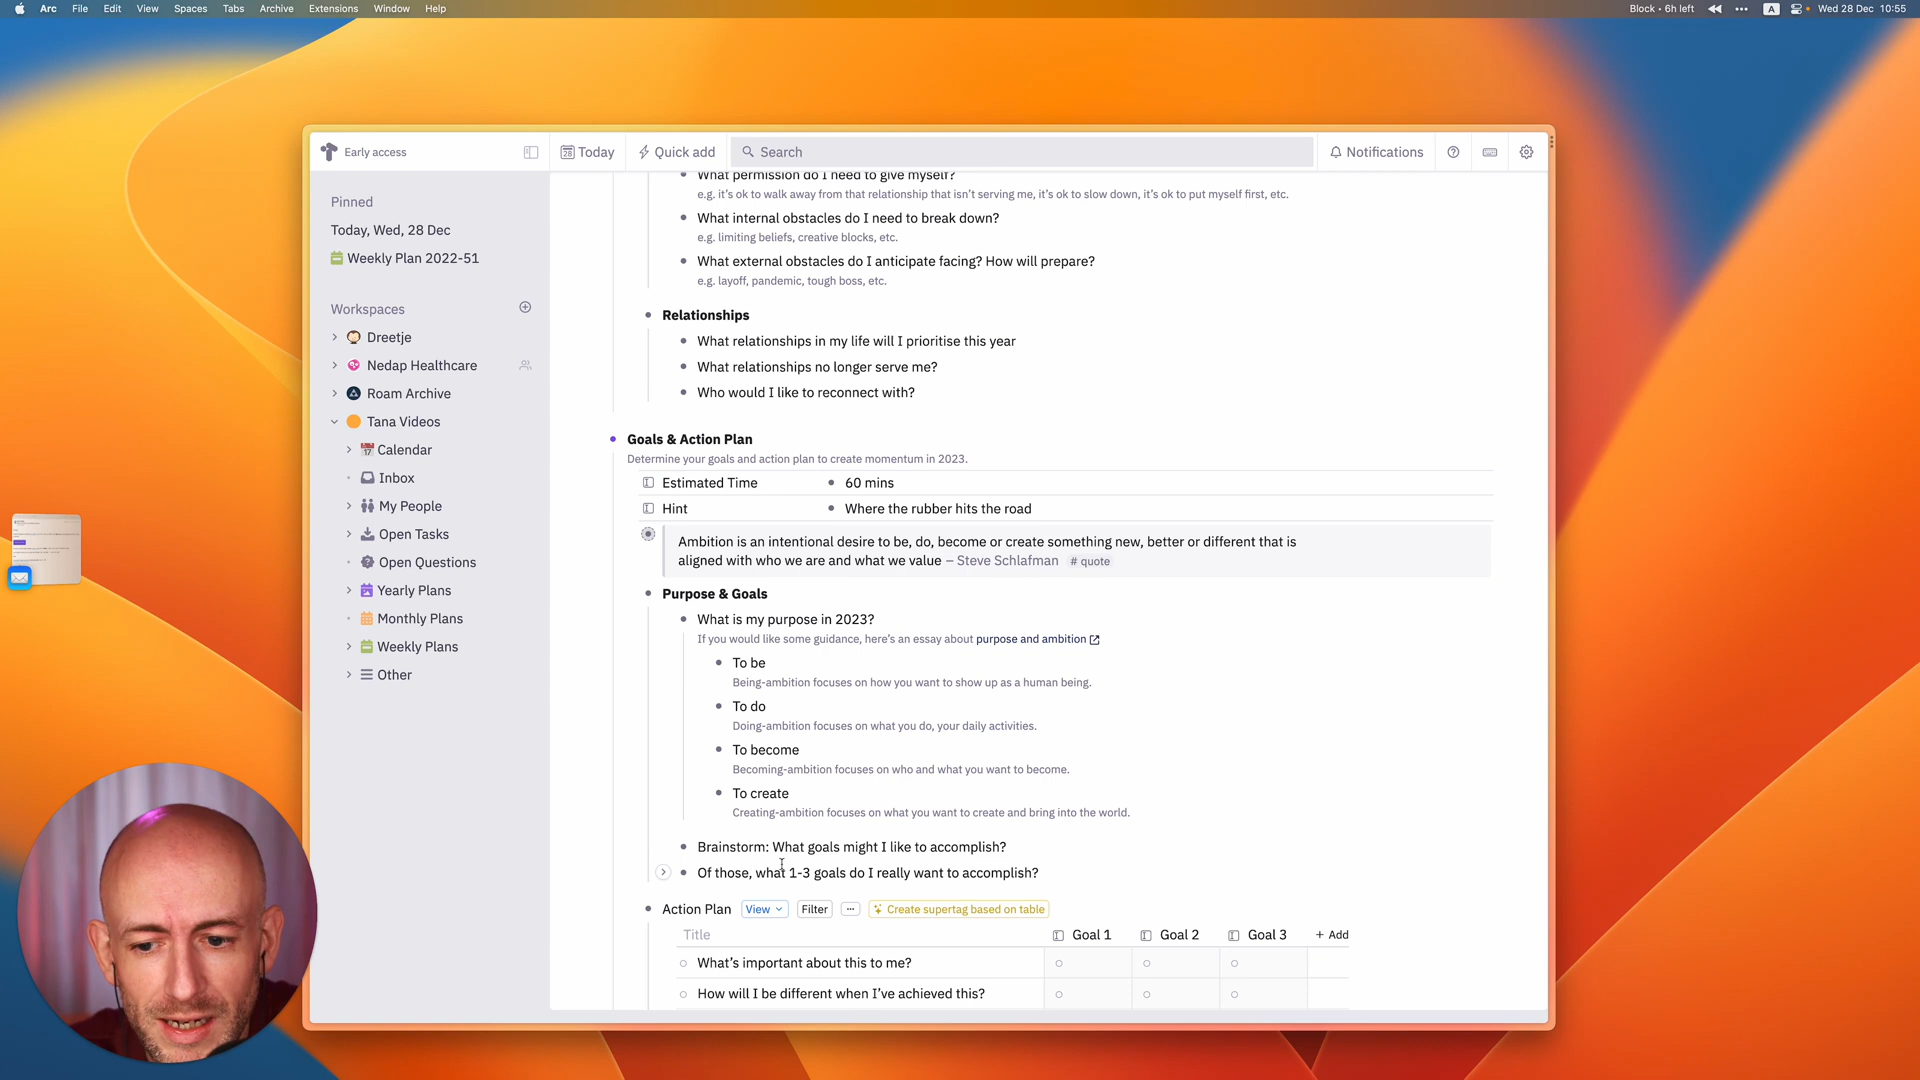 Arc File Edit View Spaces Tabs Archive Extensions Window Help
Block • 6h left A Wed 28 Dec 10:55
Early access
Today
Quick add
Search
Notifications
Pinned
Today, Wed, 28 Dec
Weekly Plan 2022-51
Workspaces
Dreetje
Nedap Healthcare
Roam Archive
Tana Videos
Calendar
Inbox
My People
Open Tasks
Open Questions
Yearly Plans
Monthly Plans
Weekly Plans
Other
What permission do I need to give myself?
e.g. it's ok to walk away from that relationship that isn't serving me, it's ok to slow down, it's ok to put myself first, etc.
What internal obstacles do I need to break down?
e.g. limiting beliefs, creative blocks, etc.
What external obstacles do I anticipate facing? How will prepare?
e.g. layoff, pandemic, tough boss, etc.
Relationships
What relationships in my life will I prioritise this year
What relationships no longer serve me?
Who would I like to reconnect with?
Goals & Action Plan
Determine your goals and action plan to create momentum in 2023.
Estimated Time 60 mins
Hint Where the rubber hits the road
Ambition is an intentional desire to be, do, become or create something new, better or different that is
aligned with who we are and what we value – Steve Schlafman # quote
Purpose & Goals
What is my purpose in 2023?
If you would like some guidance, here's an essay about purpose and ambition
To be
Being-ambition focuses on how you want to show up as a human being.
To do
Doing-ambition focuses on what you do, your daily activities.
To become
Becoming-ambition focuses on who and what you want to become.
To create
Creating-ambition focuses on what you want to create and bring into the world.
Brainstorm: What goals might I like to accomplish?
Of those, what 1-3 goals do I really want to accomplish?
Action Plan View Filter ... Create supertag based on table
Title Goal 1 Goal 2 Goal 3 + Add
What's important about this to me?
How will I be different when I've achieved this?